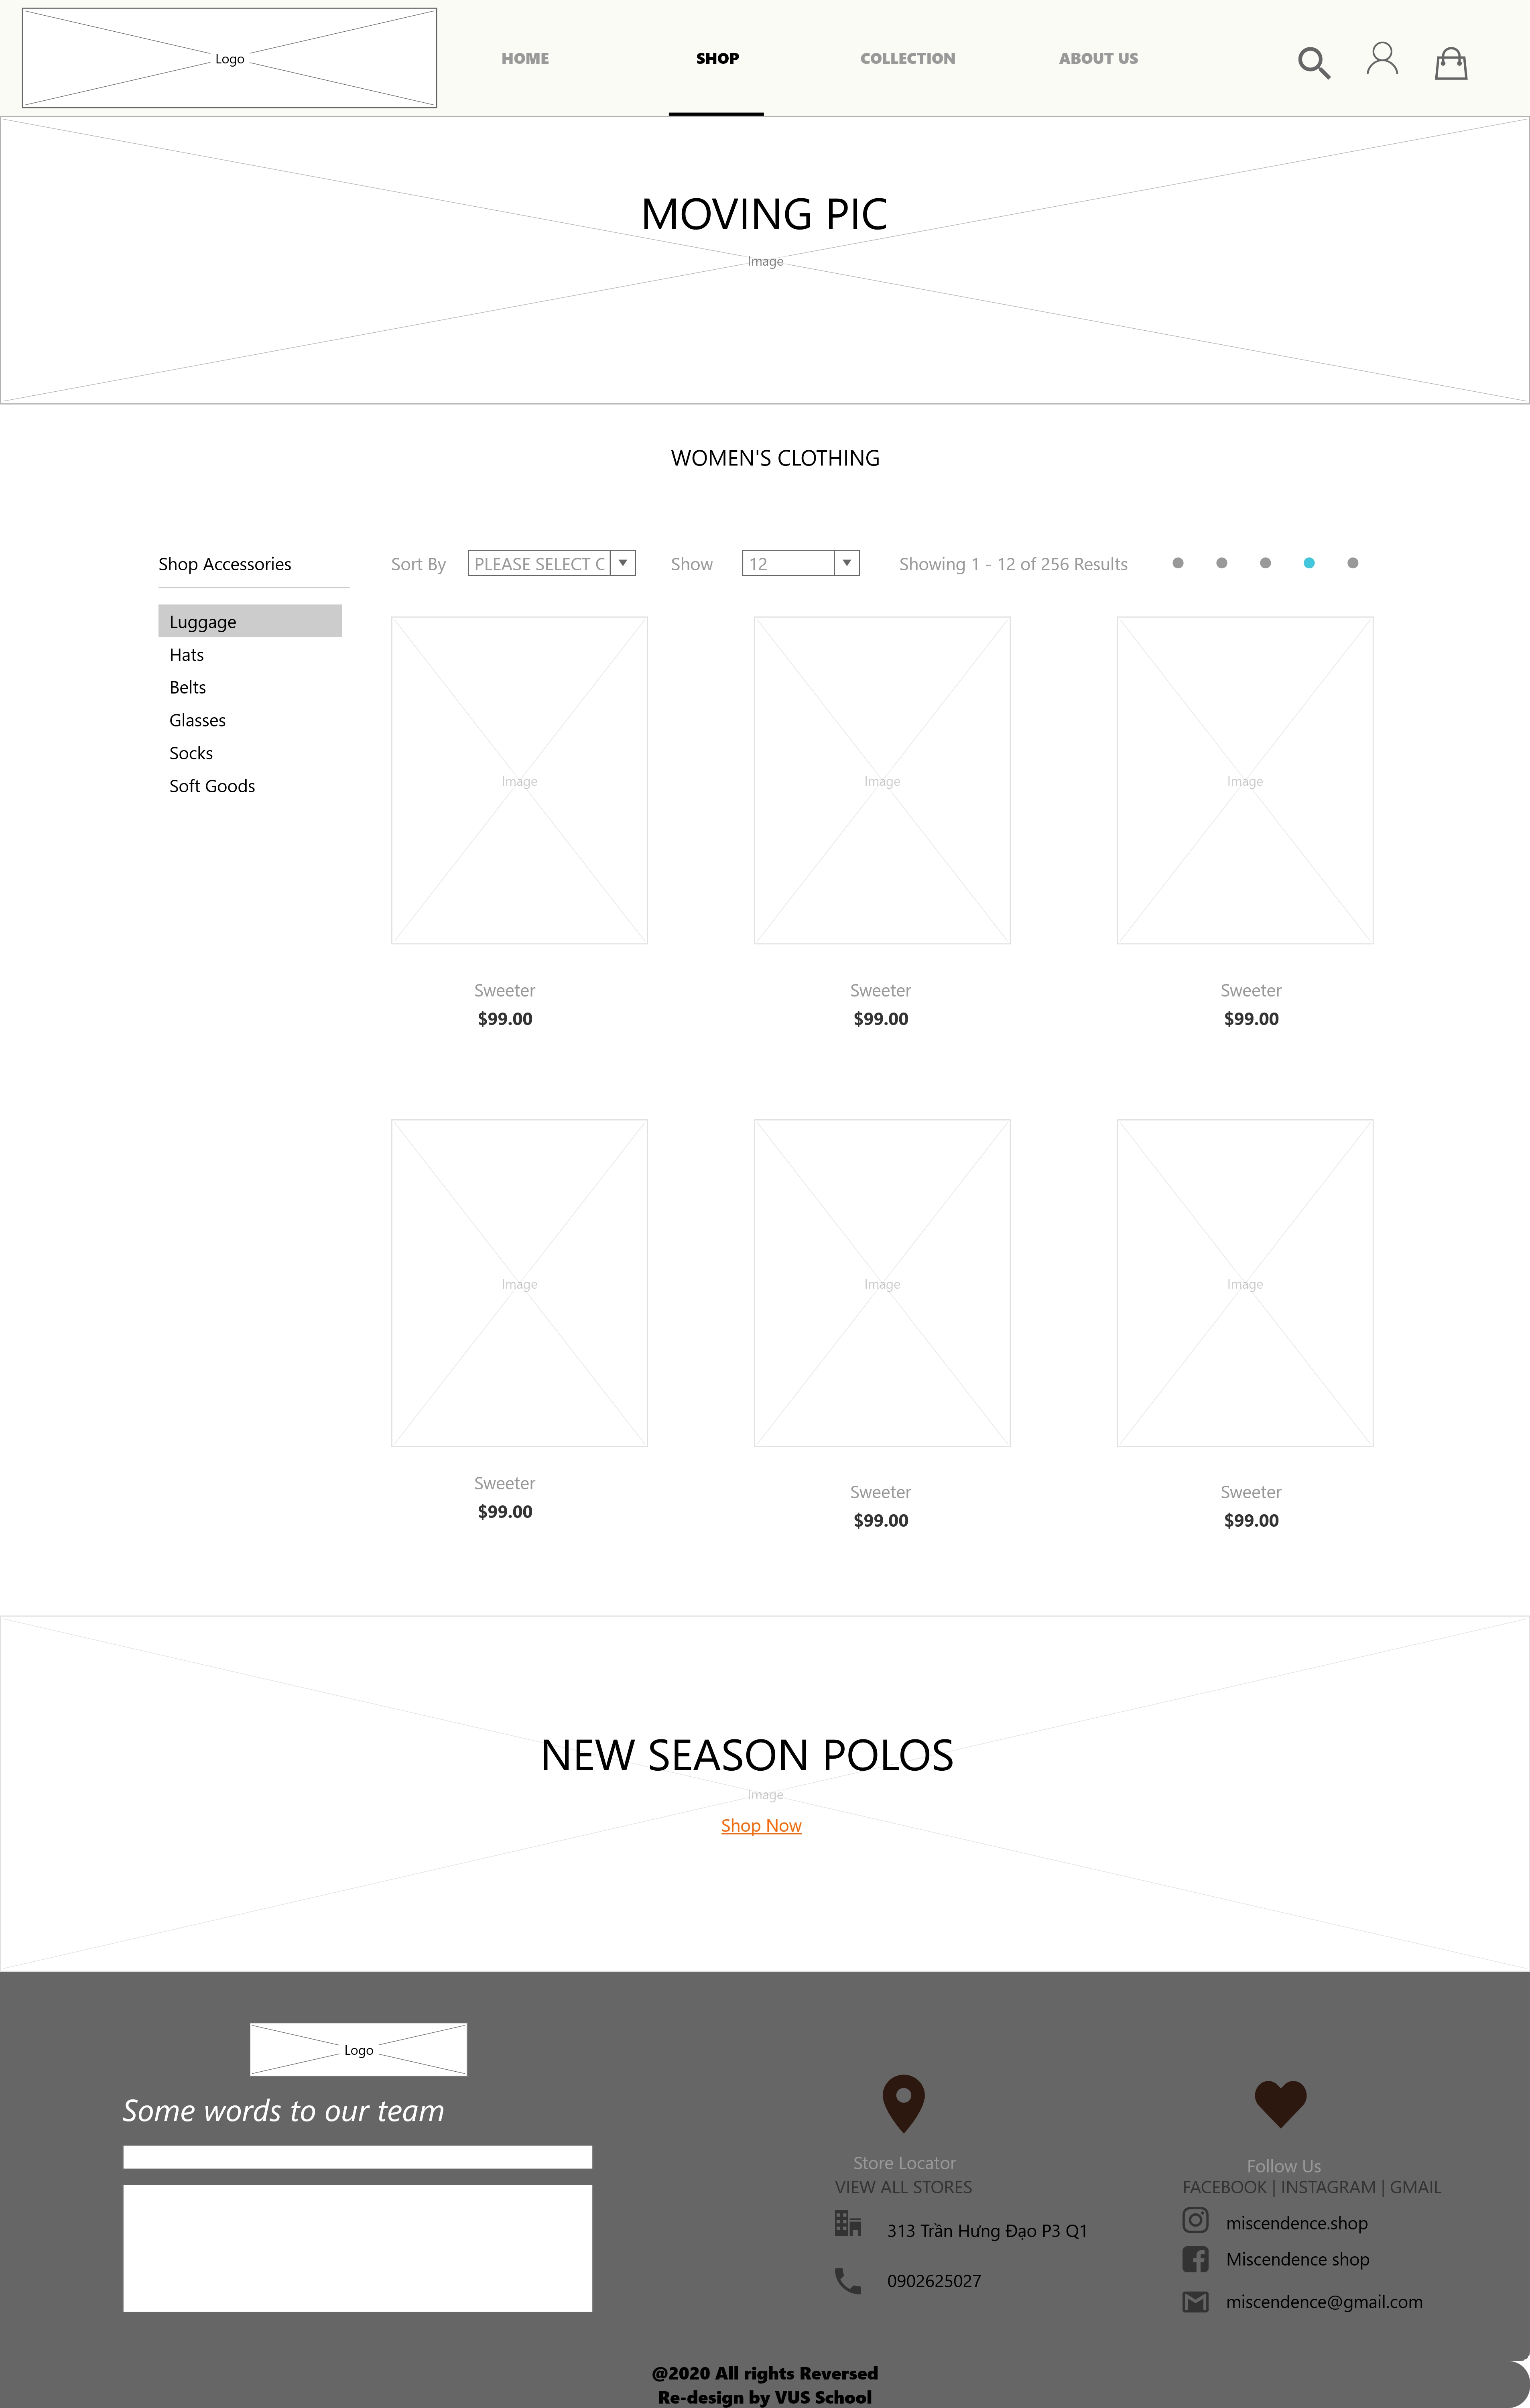 Logo
HOME
SHOP
COLLECTION
ABOUT US
MOVING PIC
Image
WOMEN'S CLOTHING
Shop Accessories
Sort By
PLEASE SELECT C
Show
12
Showing 1 - 12 of 256 Results
Luggage
Hats
Belts
Glasses
Socks
Soft Goods
Image
Image
Image
Sweeter
$99.00
Sweeter
$99.00
Sweeter
$99.00
Image
Image
Image
Sweeter
$99.00
Sweeter
$99.00
Sweeter
$99.00
NEW SEASON POLOS
Image
Shop Now
Logo
Some words to our team
Store Locator
VIEW ALL STORES
313 Trần Hưng Đạo P3 Q1
0902625027
Follow Us
FACEBOOK | INSTAGRAM | GMAIL
miscendence.shop
Miscendence shop
miscendence@gmail.com
@2020 All rights Reversed
Re-design by VUS School